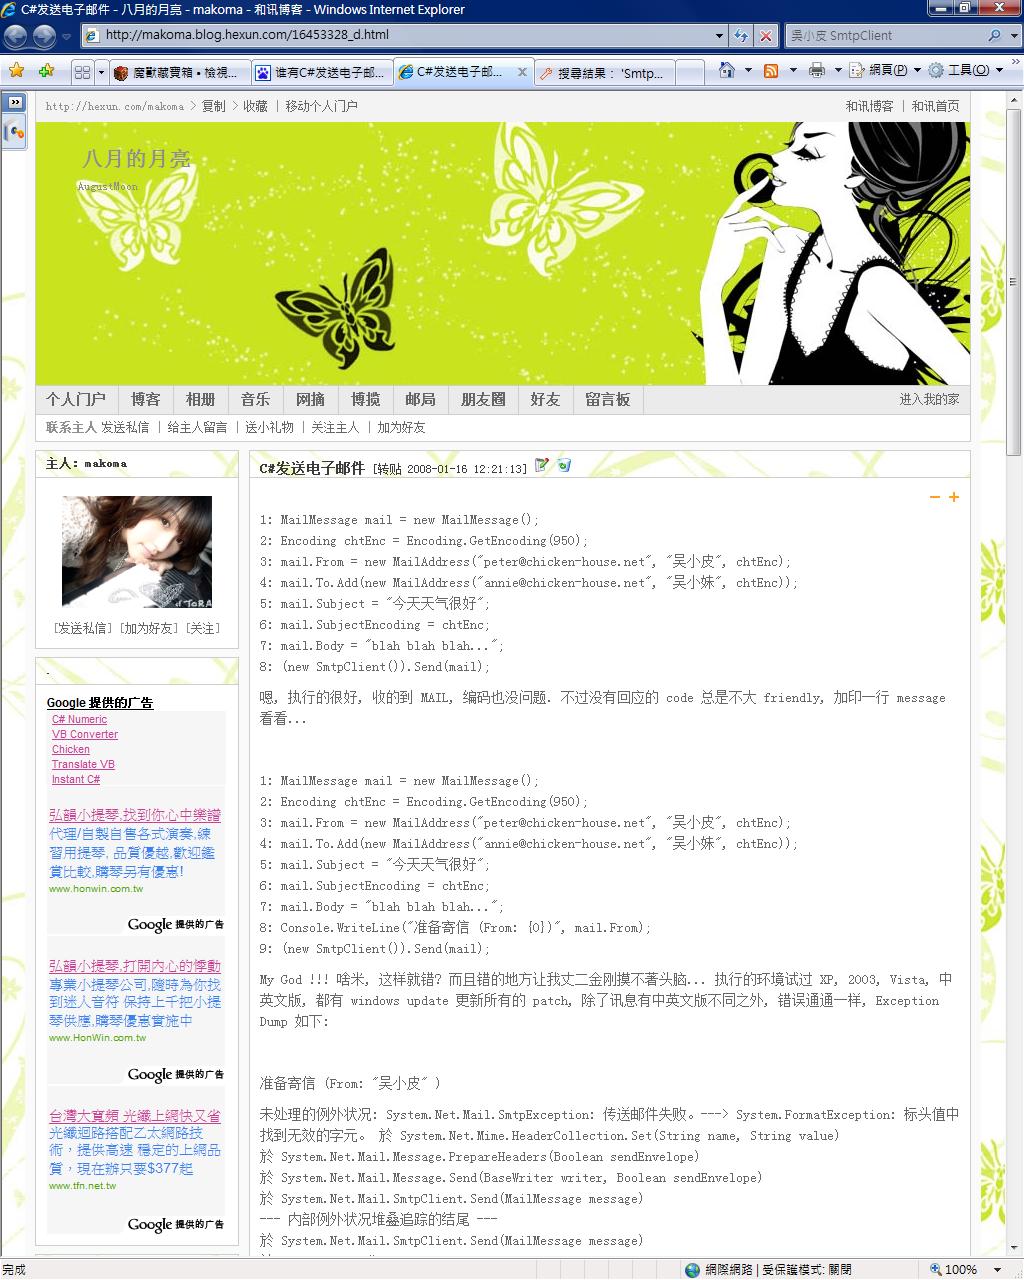 C#发送电子邮件 - 八月的月亮 - makoma - 和讯博客 - Windows Internet Explorer
http://makoma.blog.hexun.com/16453328_d.html
吳小皮 SmtpClient
魔獸藏寶箱 • 檢視...
谁有C#发送电子邮...
C#发送电子邮...
搜尋結果: 'Smtp...
網頁(P)
工具(O)
http://hexun.com/makoma > 复制 > 收藏 | 移动个人门户
和讯博客 | 和讯首页
八月的月亮
AugustMoon
个人门户 博客 相册 音乐 网摘 博揽 邮局 朋友圈 好友 留言板
进入我的家
联系主人 发送私信 | 给主人留言 | 送小礼物 | 关注主人 | 加为好友
主人: makoma
[发送私信] [加为好友] [关注]
.
Google 提供的广告
C# Numeric
VB Converter
Chicken
Translate VB
Instant C#
弘韻小提琴,找到你心中樂譜
代理/自製自售各式演奏,練
習用提琴, 品質優越,歡迎鑑
賞比較,購琴另有優惠!
www.honwin.com.tw
Google 提供的广告
弘韻小提琴,打開內心的悸動
專業小提琴公司,隨時為你找
到迷人音符 保持上千把小提
琴供應,購琴優惠實施中
www.HonWin.com.tw
Google 提供的广告
台灣大寬頻 光纖上網快又省
光纖迴路搭配乙太網路技
術，提供高速 穩定的上網品
質，現在辦只要$377起
www.tfn.net.tw
Google 提供的广告
C#发送电子邮件 [转贴 2008-01-16 12:21:13]
1: MailMessage mail = new MailMessage();
2: Encoding chtEnc = Encoding.GetEncoding(950);
3: mail.From = new MailAddress("peter@chicken-house.net", "吴小皮", chtEnc);
4: mail.To.Add(new MailAddress("annie@chicken-house.net", "吴小妹", chtEnc));
5: mail.Subject = "今天天气很好";
6: mail.SubjectEncoding = chtEnc;
7: mail.Body = "blah blah blah...";
8: (new SmtpClient()).Send(mail);
嗯, 执行的很好, 收的到 MAIL, 编码也没问题. 不过没有回应的 code 总是不大 friendly, 加印一行 message
看看...
1: MailMessage mail = new MailMessage();
2: Encoding chtEnc = Encoding.GetEncoding(950);
3: mail.From = new MailAddress("peter@chicken-house.net", "吴小皮", chtEnc);
4: mail.To.Add(new MailAddress("annie@chicken-house.net", "吴小妹", chtEnc));
5: mail.Subject = "今天天气很好";
6: mail.SubjectEncoding = chtEnc;
7: mail.Body = "blah blah blah...";
8: Console.WriteLine("准备寄信 (From: {0})", mail.From);
9: (new SmtpClient()).Send(mail);
My God !!! 啥米, 这样就错? 而且错的地方让我丈二金刚摸不著头脑... 执行的环境试过 XP, 2003, Vista, 中
英文版, 都有 windows update 更新所有的 patch, 除了讯息有中英文版不同之外, 错误通通一样, Exception
Dump 如下:
准备寄信 (From: "吴小皮" )
未处理的例外状况: System.Net.Mail.SmtpException: 传送邮件失败。---> System.FormatException: 标头值中
找到无效的字元。 於 System.Net.Mime.HeaderCollection.Set(String name, String value)
於 System.Net.Mail.Message.PrepareHeaders(Boolean sendEnvelope)
於 System.Net.Mail.Message.Send(BaseWriter writer, Boolean sendEnvelope)
於 System.Net.Mail.SmtpClient.Send(MailMessage message)
--- 内部例外状况堆叠追踪的结尾 ---
於 System.Net.Mail.SmtpClient.Send(MailMessage message)
完成
網際網路 | 受保護模式: 關閉
100%